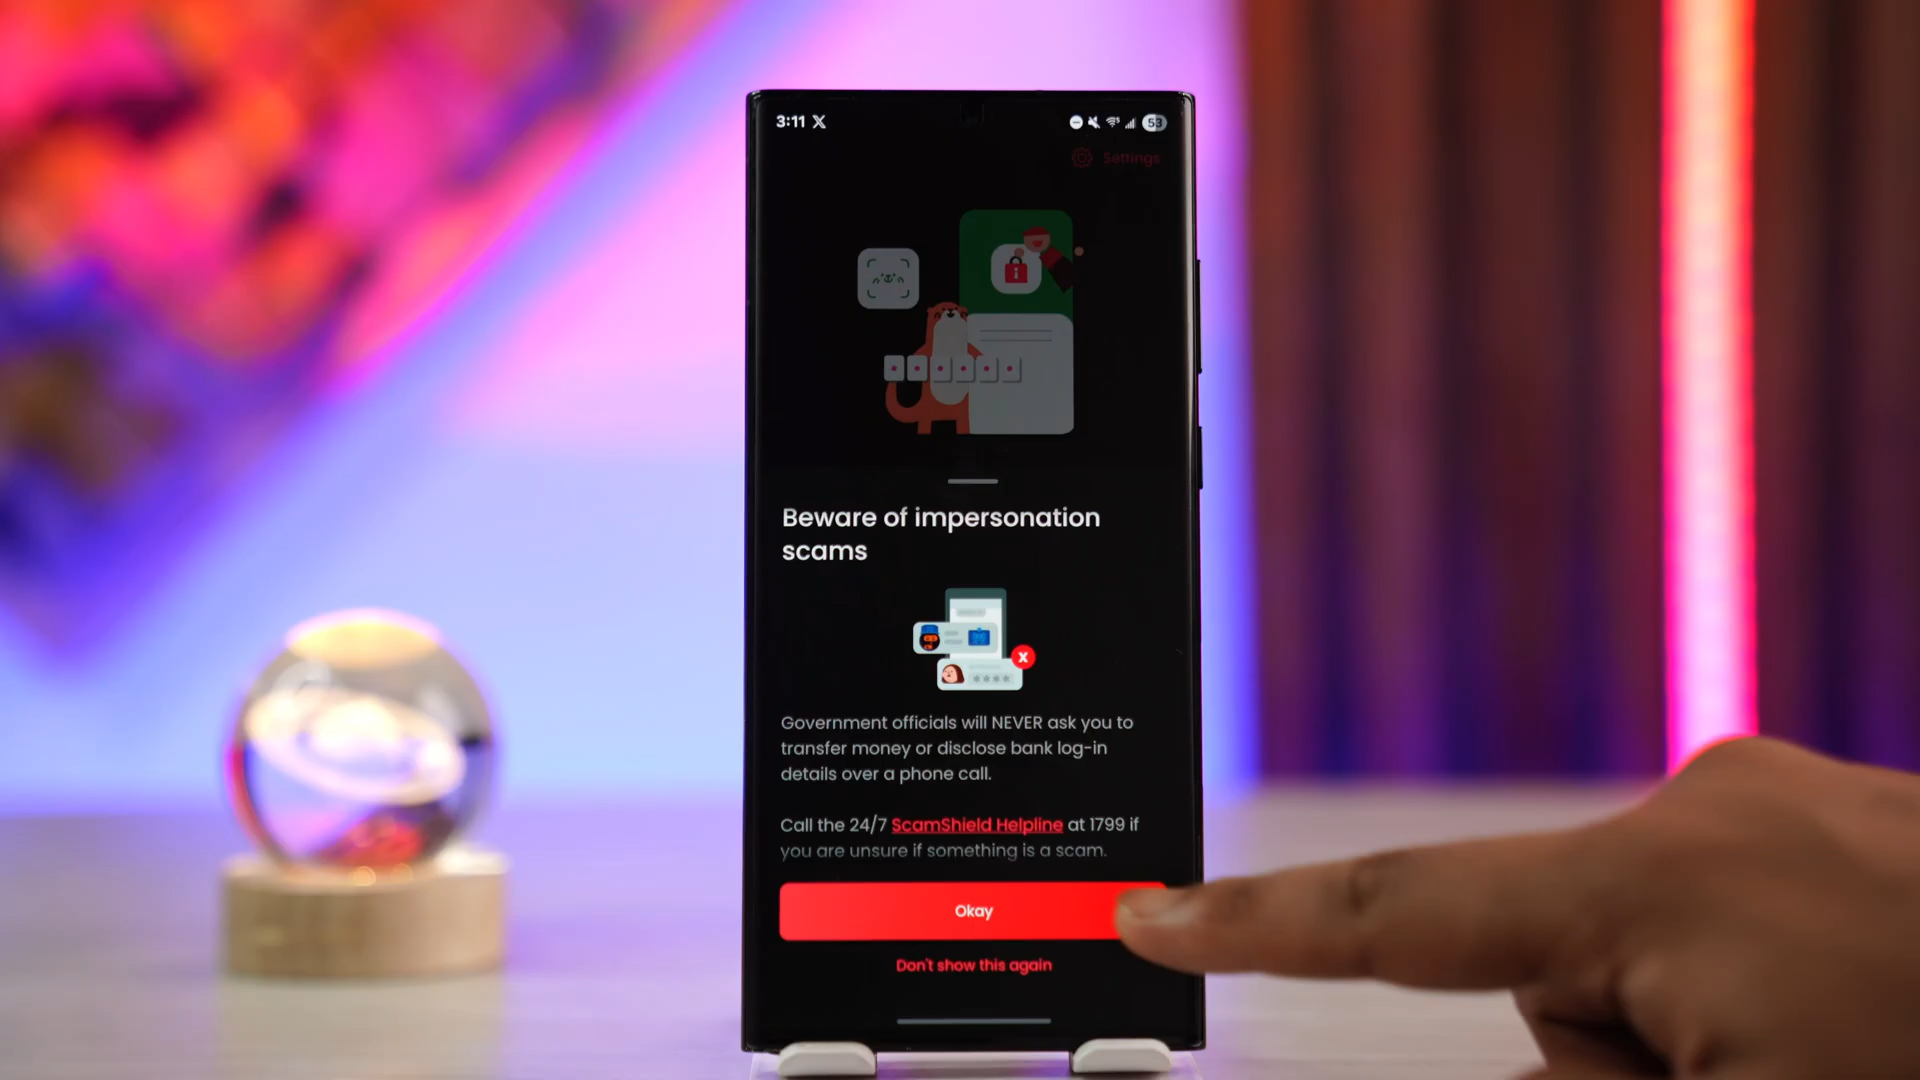 3:11 X 53
Settings
Beware of impersonation
scams
Government officials will NEVER ask you to
transfer money or disclose bank log-in
details over a phone call.
Call the 24/7 ScamShield Helpline at 1799 if
you are unsure if something is a scam.
Okay
Don't show this again